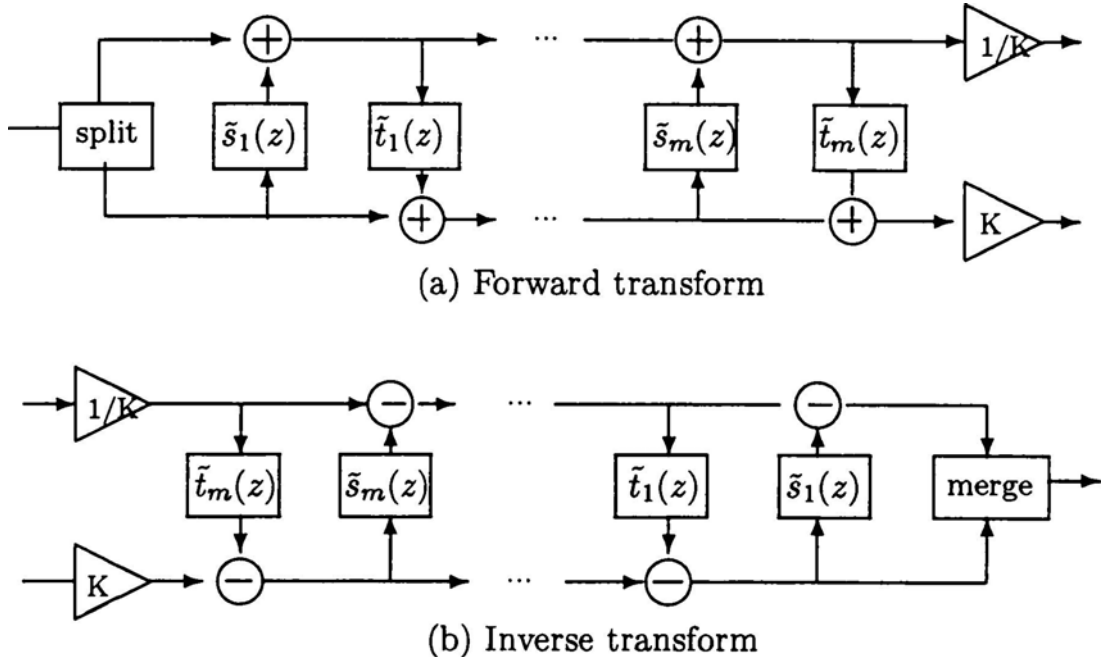 + ... + 1/K
split s̃₁(z) t̃₁(z) s̃ₘ(z) t̃ₘ(z)
+ ... + K
(a) Forward transform
1/K − ... −
t̃ₘ(z) s̃ₘ(z) t̃₁(z) s̃₁(z) merge
K − ... −
(b) Inverse transform